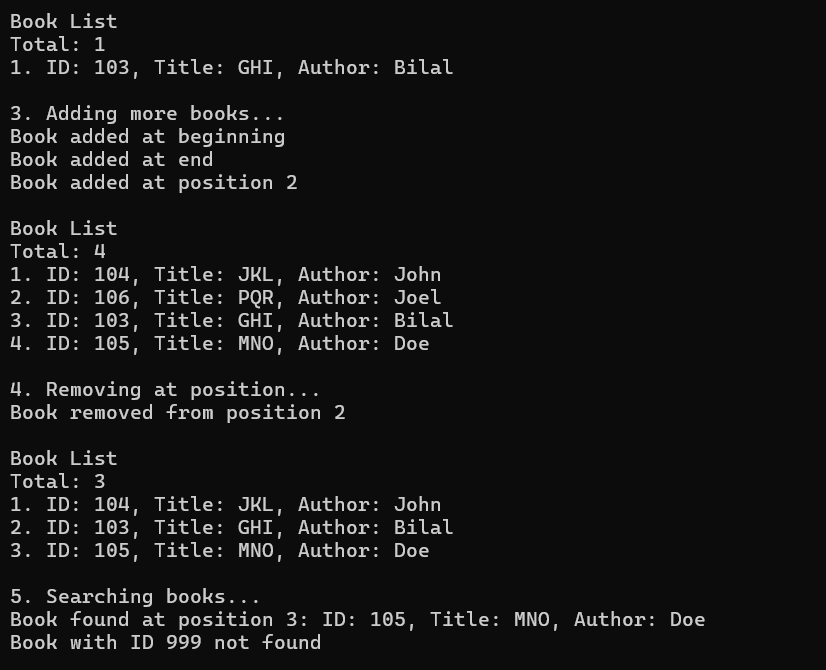 Book List
Total: 1
1. ID: 103, Title: GHI, Author: Bilal
3. Adding more books...
Book added at beginning
Book added at end
Book added at position 2
Book List
Total: 4
1. ID: 104, Title: JKL, Author: John
2. ID: 106, Title: PQR, Author: Joel
3. ID: 103, Title: GHI, Author: Bilal
4. ID: 105, Title: MNO, Author: Doe
4. Removing at position...
Book removed from position 2
Book List
Total: 3
1. ID: 104, Title: JKL, Author: John
2. ID: 103, Title: GHI, Author: Bilal
3. ID: 105, Title: MNO, Author: Doe
5. Searching books...
Book found at position 3: ID: 105, Title: MNO, Author: Doe
Book with ID 999 not found